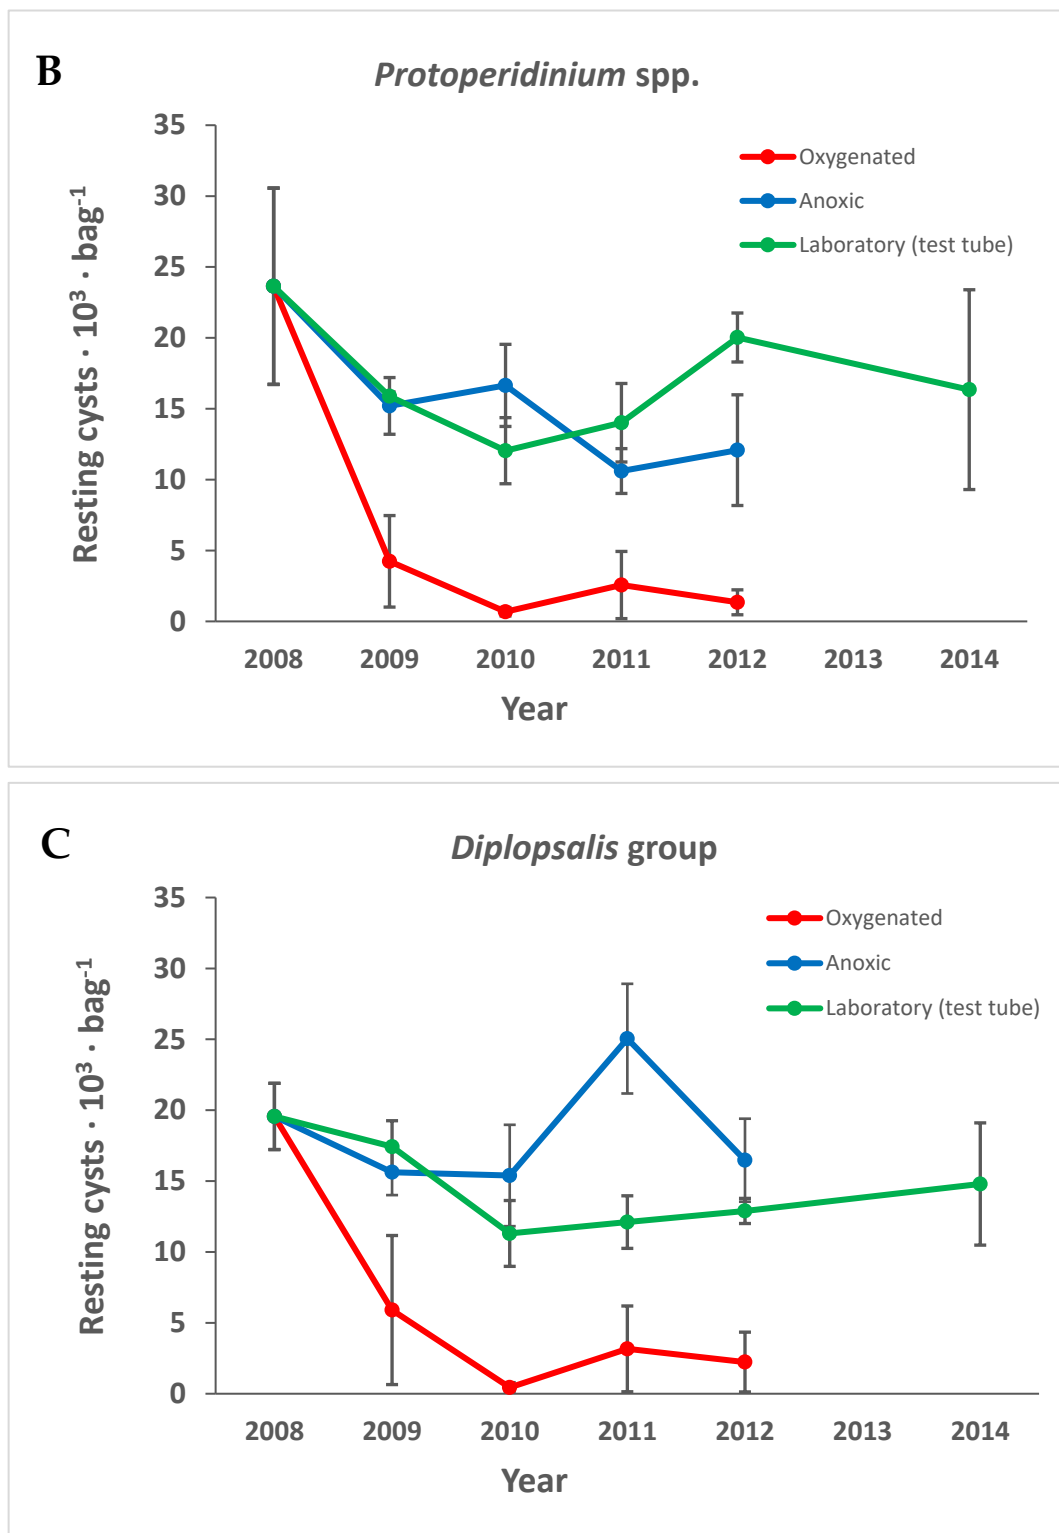 B
Protoperidinium spp.
35
30
25
20
15
10
5
0
Resting cysts · 10³ · bag⁻¹
Oxygenated
Anoxic
Laboratory (test tube)
2008 2009 2010 2011 2012 2013 2014
Year
C
Diplopsalis group
35
30
25
20
15
10
5
0
Resting cysts · 10³ · bag⁻¹
Oxygenated
Anoxic
Laboratory (test tube)
2008 2009 2010 2011 2012 2013 2014
Year